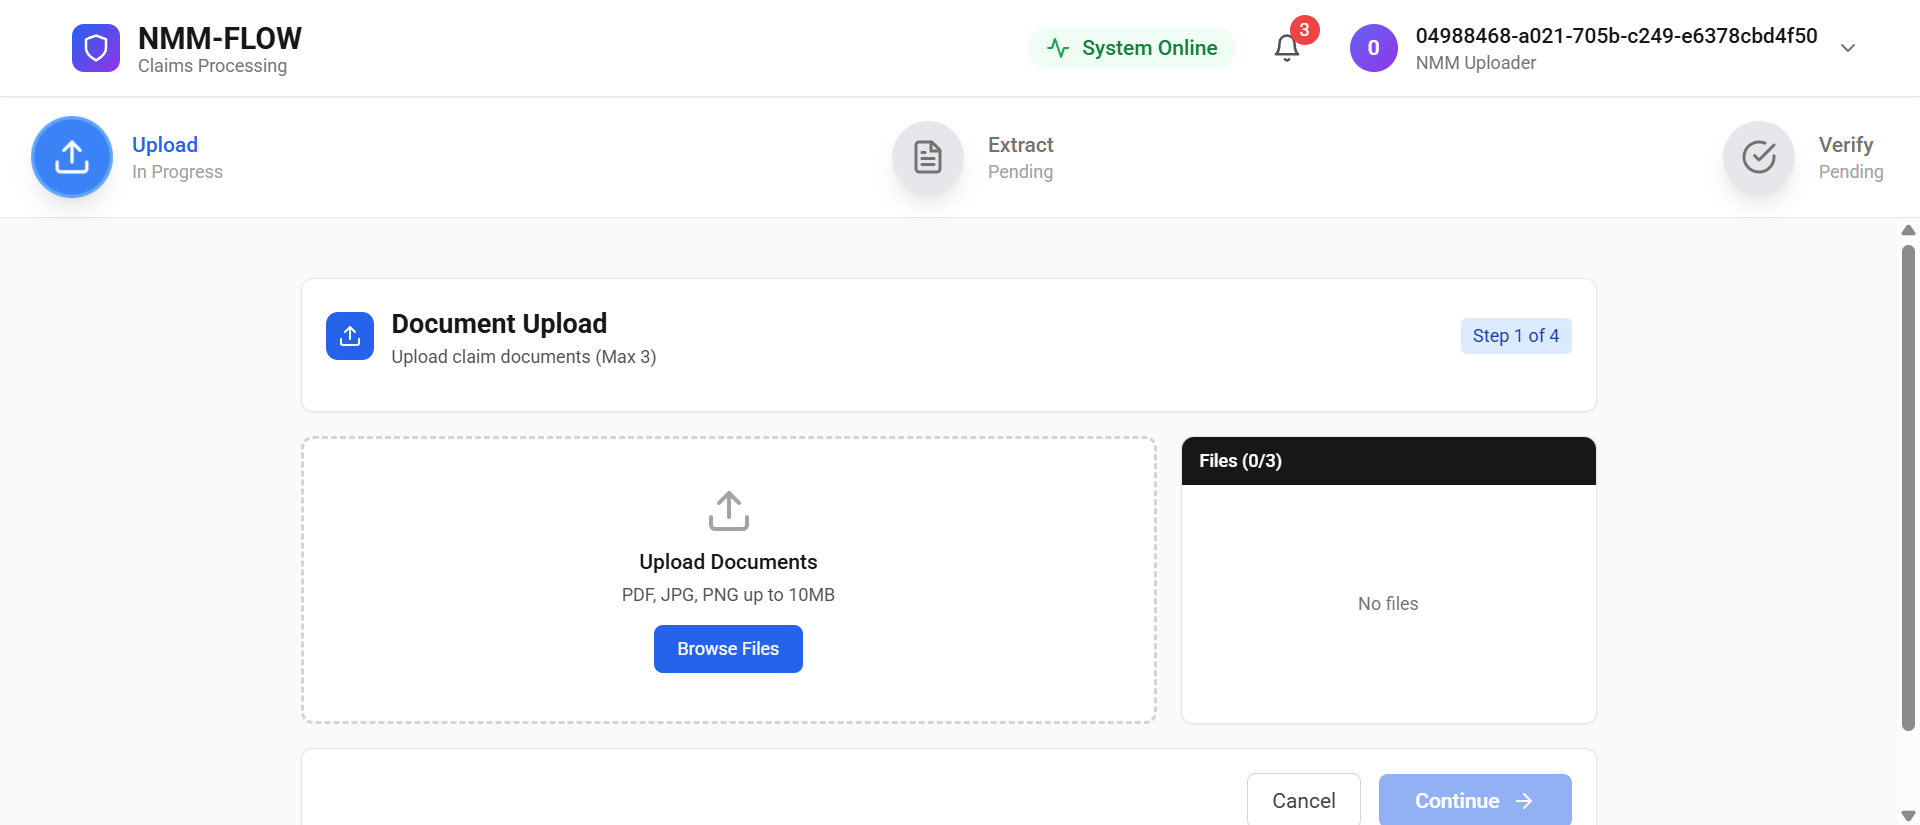 NMM-FLOW
Claims Processing
System Online
3
0
04988468-a021-705b-c249-e6378cbd4f50
NMM Uploader
Upload
In Progress
Extract
Pending
Verify
Pending
Document Upload
Upload claim documents (Max 3)
Step 1 of 4
Upload Documents
PDF, JPG, PNG up to 10MB
Browse Files
Files (0/3)
No files
Cancel
Continue